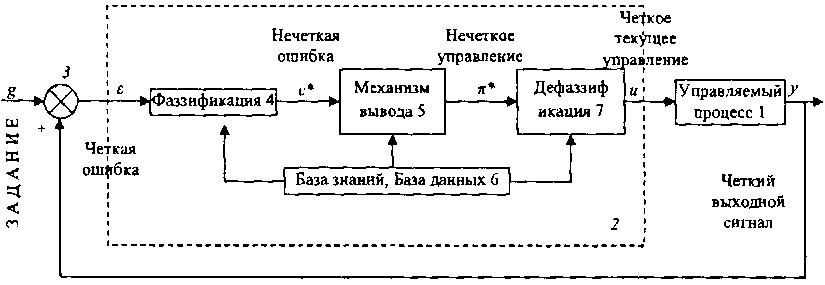 Нечеткая
ошибка
Нечеткое
управление
Четкое
текущее
управление
3
g
ε
Фаззификация 4
ε*
Механизм
вывода 5
π*
Дефаззиф
икация 7
u
Управляемый
процесс 1
y
+
ЗАДАНИЕ
Четкая
ошибка
База знаний, База данных 6
2
Четкий
выходной
сигнал